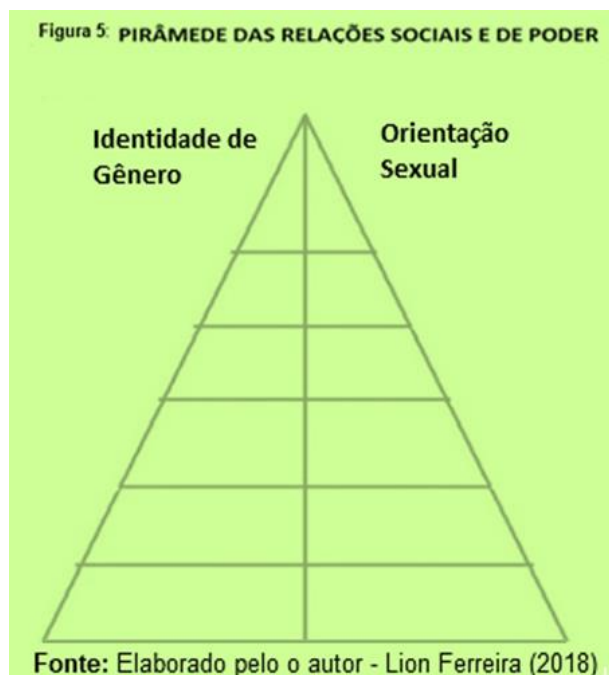 Figura 5: PIRÂMEDE DAS RELAÇÕES SOCIAIS E DE PODER
Identidade de
Gênero
Orientação
Sexual
Fonte: Elaborado pelo o autor - Lion Ferreira (2018)